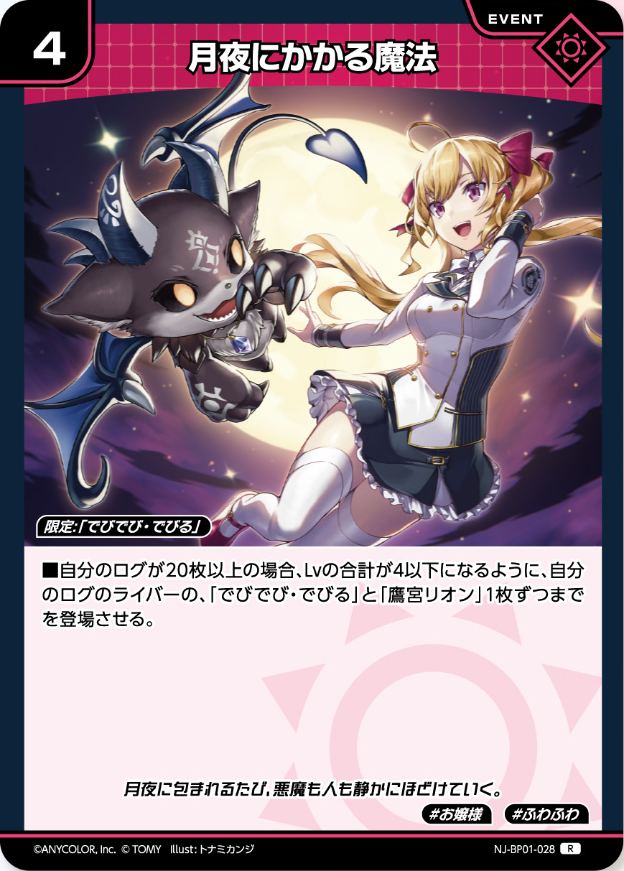 4
EVENT
月夜にかかる魔法
限定:「でびでび・でびる」
■自分のログが20枚以上の場合、Lvの合計が4以下になるように、自分
のログのライバーの、「でびでび・でびる」と「鷹宮リオン」1枚ずつまで
を登場させる。
月夜に包まれるたび、悪魔も人も静かにほどけていく。
#お嬢様 #ふわふわ
©ANYCOLOR, Inc. © TOMY Illust: トナミカンジ NJ-BP01-028 R